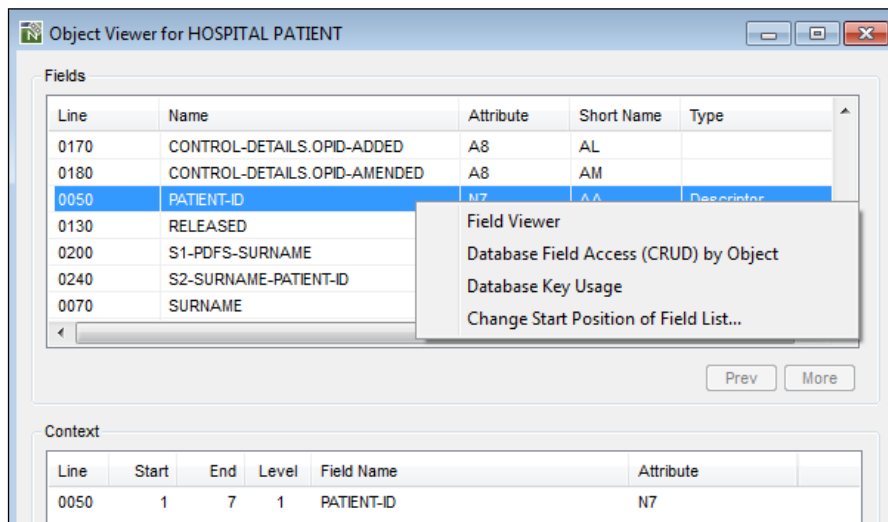 Object Viewer for HOSPITAL PATIENT
Fields
Line Name Attribute Short Name Type
0170 CONTROL-DETAILS.OPID-ADDED A8 AL
0180 CONTROL-DETAILS.OPID-AMENDED A8 AM
0050 PATIENT-ID N7 AA Descriptor
0130 RELEASED Field Viewer
0200 S1-PDFS-SURNAME Database Field Access (CRUD) by Object
0240 S2-SURNAME-PATIENT-ID Database Key Usage
0070 SURNAME Change Start Position of Field List...
Prev More
Context
Line Start End Level Field Name Attribute
0050 1 7 1 PATIENT-ID N7